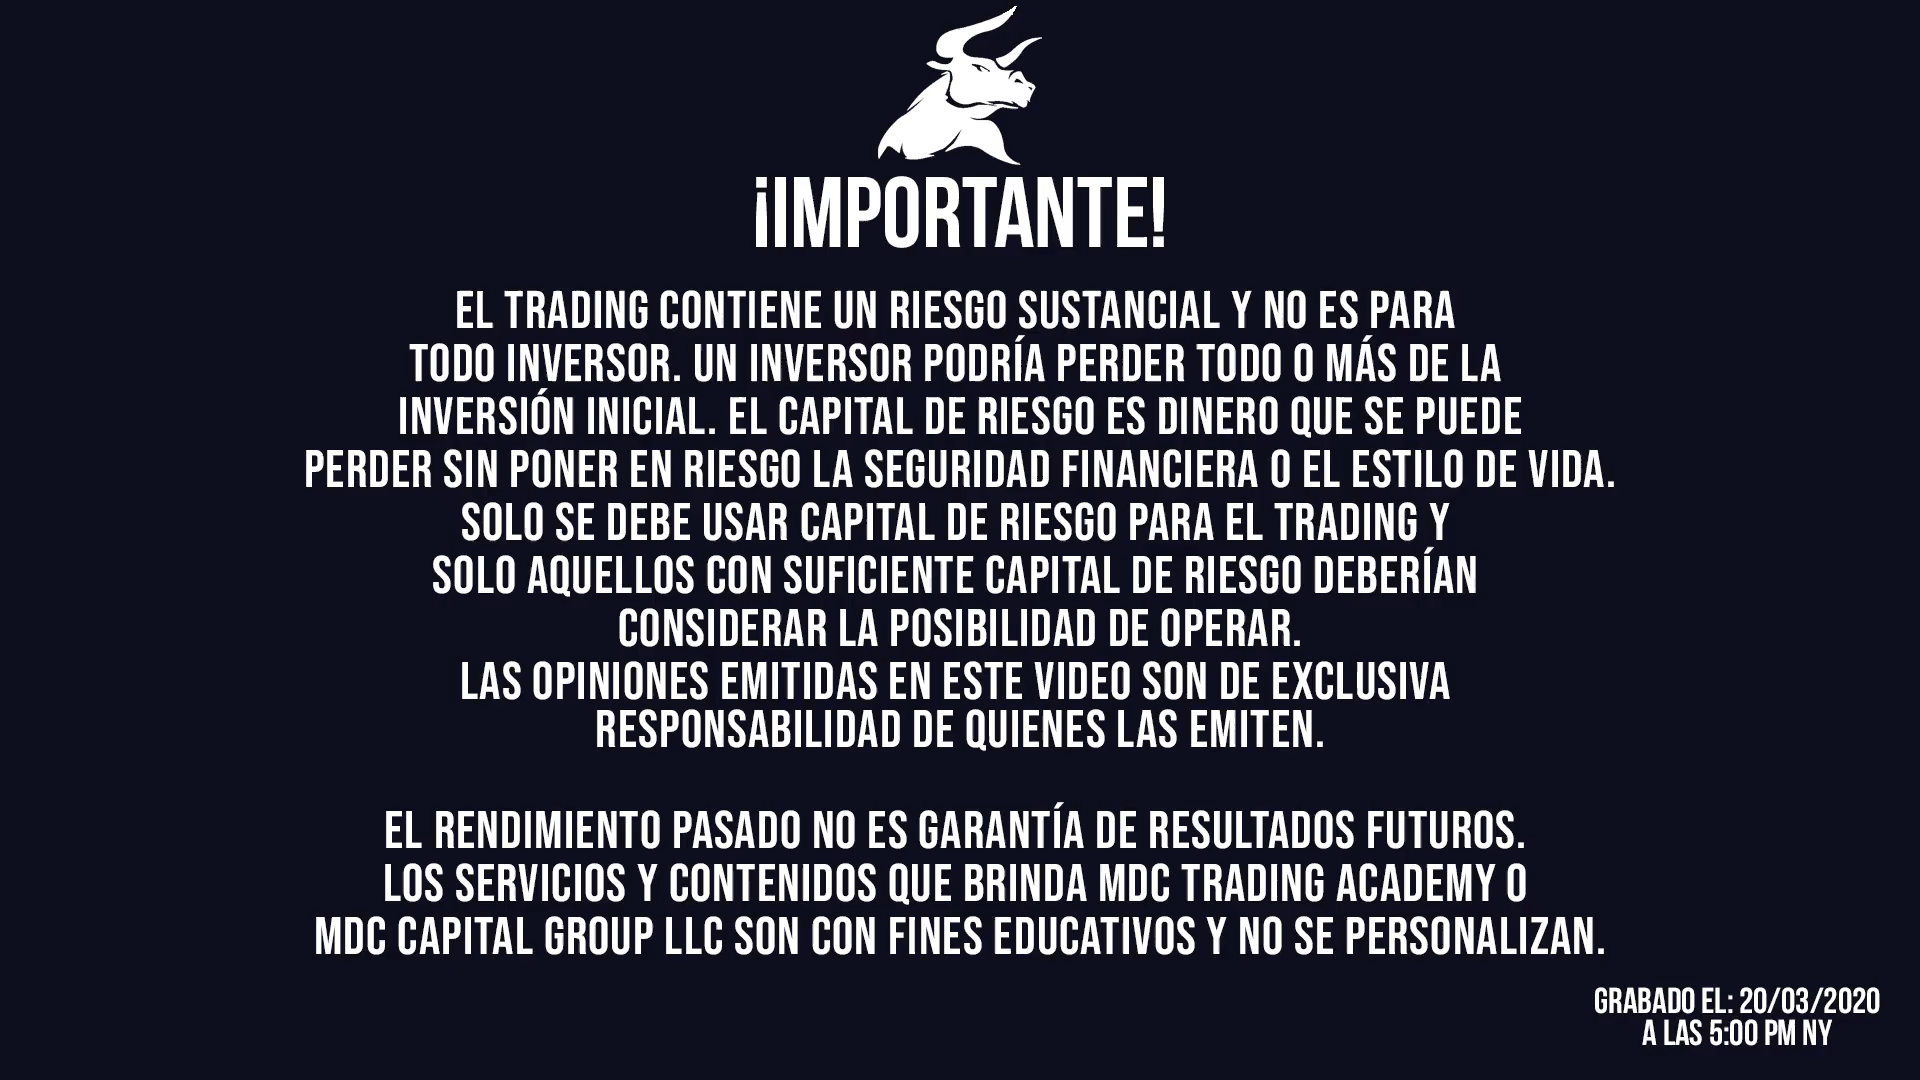 ¡IMPORTANTE!
EL TRADING CONTIENE UN RIESGO SUSTANCIAL Y NO ES PARA
TODO INVERSOR. UN INVERSOR PODRÍA PERDER TODO O MÁS DE LA
INVERSIÓN INICIAL. EL CAPITAL DE RIESGO ES DINERO QUE SE PUEDE
PERDER SIN PONER EN RIESGO LA SEGURIDAD FINANCIERA O EL ESTILO DE VIDA.
SOLO SE DEBE USAR CAPITAL DE RIESGO PARA EL TRADING Y
SOLO AQUELLOS CON SUFICIENTE CAPITAL DE RIESGO DEBERÍAN
CONSIDERAR LA POSIBILIDAD DE OPERAR.
LAS OPINIONES EMITIDAS EN ESTE VIDEO SON DE EXCLUSIVA
RESPONSABILIDAD DE QUIENES LAS EMITEN.
EL RENDIMIENTO PASADO NO ES GARANTÍA DE RESULTADOS FUTUROS.
LOS SERVICIOS Y CONTENIDOS QUE BRINDA MDC TRADING ACADEMY O
MDC CAPITAL GROUP LLC SON CON FINES EDUCATIVOS Y NO SE PERSONALIZAN.
GRABADO EL: 20/03/2020
A LAS 5:00 PM NY